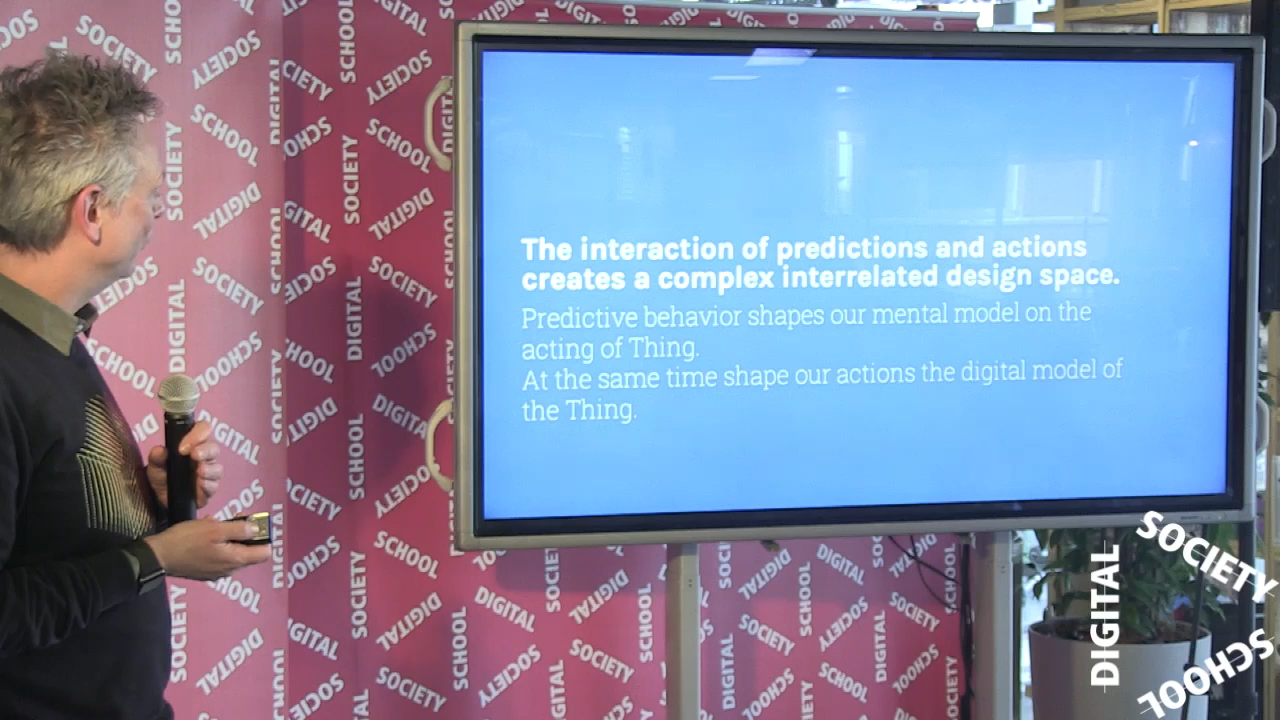 The interaction of predictions and actions
creates a complex interrelated design space.
Predictive behavior shapes our mental model on the
acting of Thing.
At the same time shape our actions the digital model of
the Thing.
DIGITAL
SOCIETY
SCHOOL